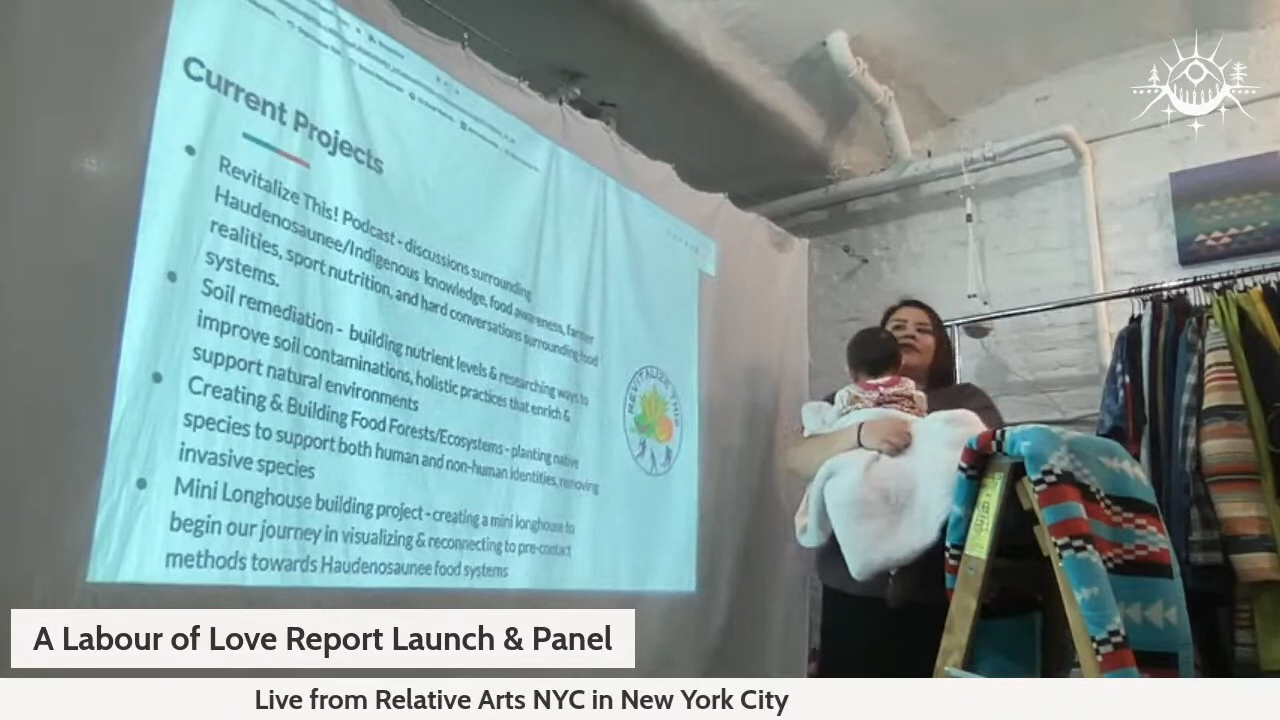 Current Projects
Revitalize This! Podcast - discussions surrounding
Haudenosaunee/Indigenous knowledge, food awareness, farmer
realities, sport nutrition, and hard conversations surrounding food
systems.
Soil remediation - building nutrient levels & researching ways to
improve soil contaminations, holistic practices that enrich &
support natural environments
Creating & Building Food Forests/Ecosystems - planting native
species to support both human and non-human identities, removing
invasive species
Mini Longhouse building project - creating a mini longhouse to
begin our journey in visualizing & reconnecting to pre-contact
methods towards Haudenosaunee food systems
REVITALIZE THIS
A Labour of Love Report Launch & Panel
Live from Relative Arts NYC in New York City